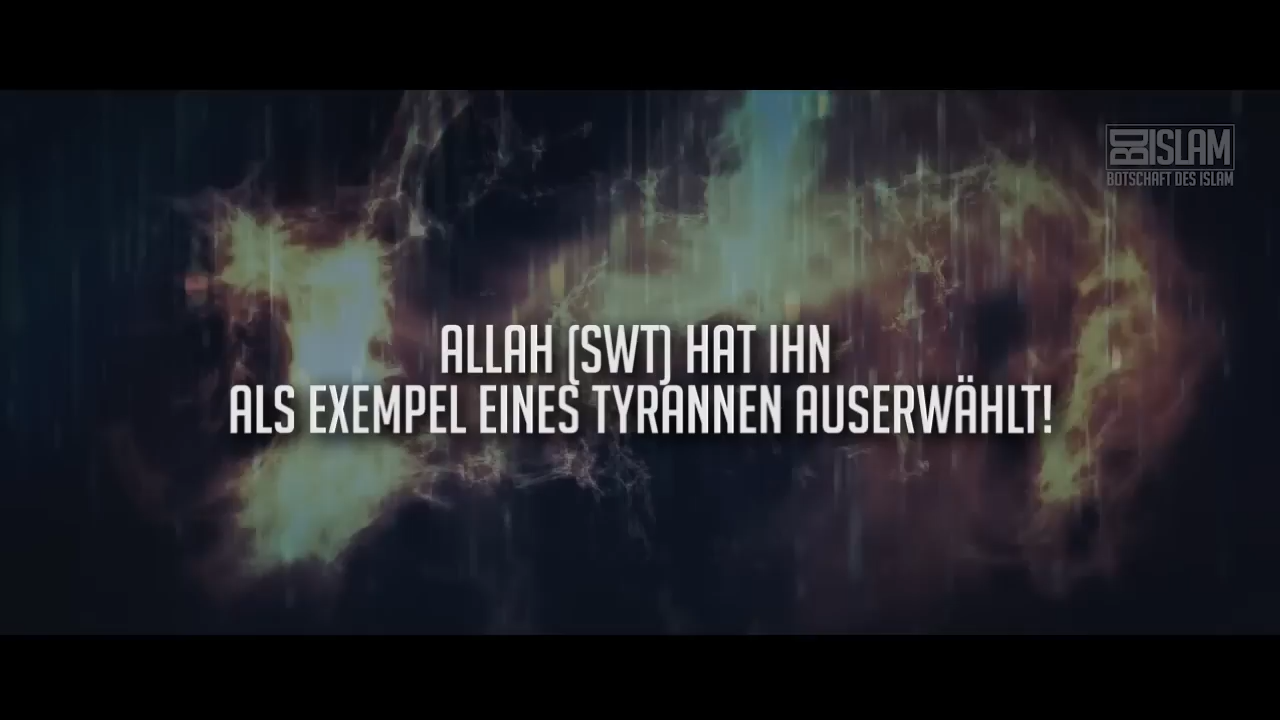 BDISLAM
BOTSCHAFT DES ISLAM
ALLAH (SWT) HAT IHN
ALS EXEMPEL EINES TYRANNEN AUSERWÄHLT!